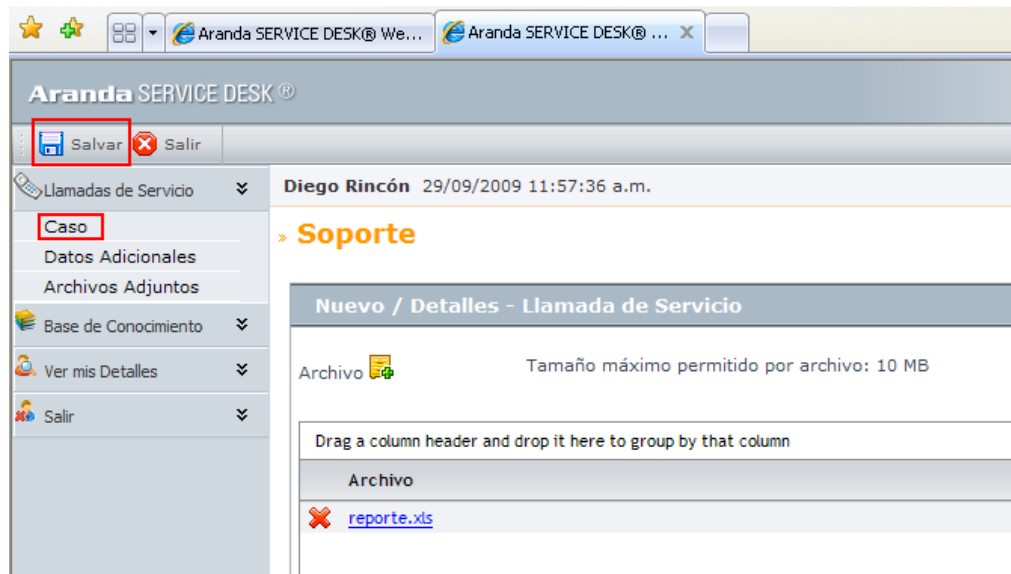 Aranda SERVICE DESK® We...
Aranda SERVICE DESK® ... X
Aranda SERVICE DESK ®
Salvar Salir
Llamadas de Servicio
Caso
Datos Adicionales
Archivos Adjuntos
Base de Conocimiento
Ver mis Detalles
Salir
Diego Rincón 29/09/2009 11:57:36 a.m.
» Soporte
Nuevo / Detalles - Llamada de Servicio
Archivo Tamaño máximo permitido por archivo: 10 MB
Drag a column header and drop it here to group by that column
Archivo
reporte.xls